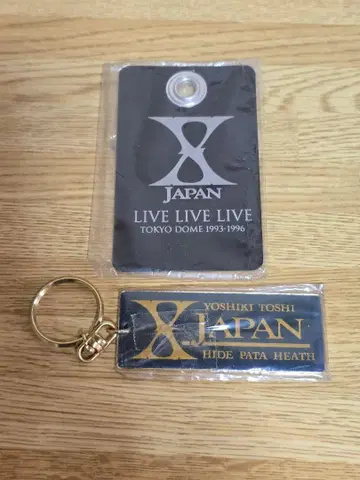 X
JAPAN
LIVE LIVE LIVE
TOKYO DOME 1993-1996
YOSHIKI TOSHI
X JAPAN
HIDE PATA HEATH